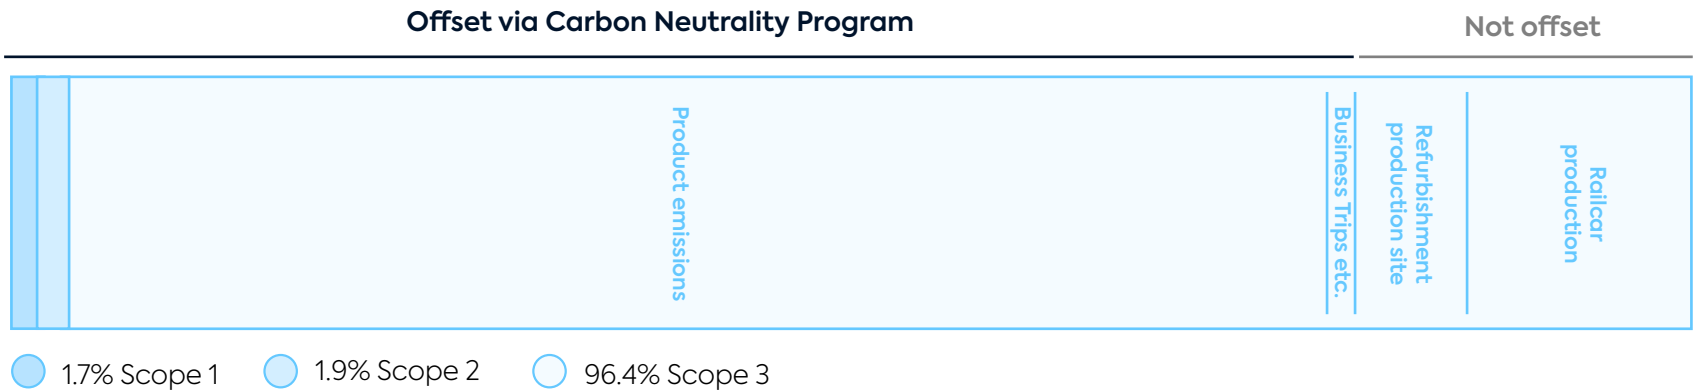 Offset via Carbon Neutrality Program
Not offset
Product emissions
Business Trips etc.
Refurbishment
production site
Railcar
production
1.7% Scope 1
1.9% Scope 2
96.4% Scope 3